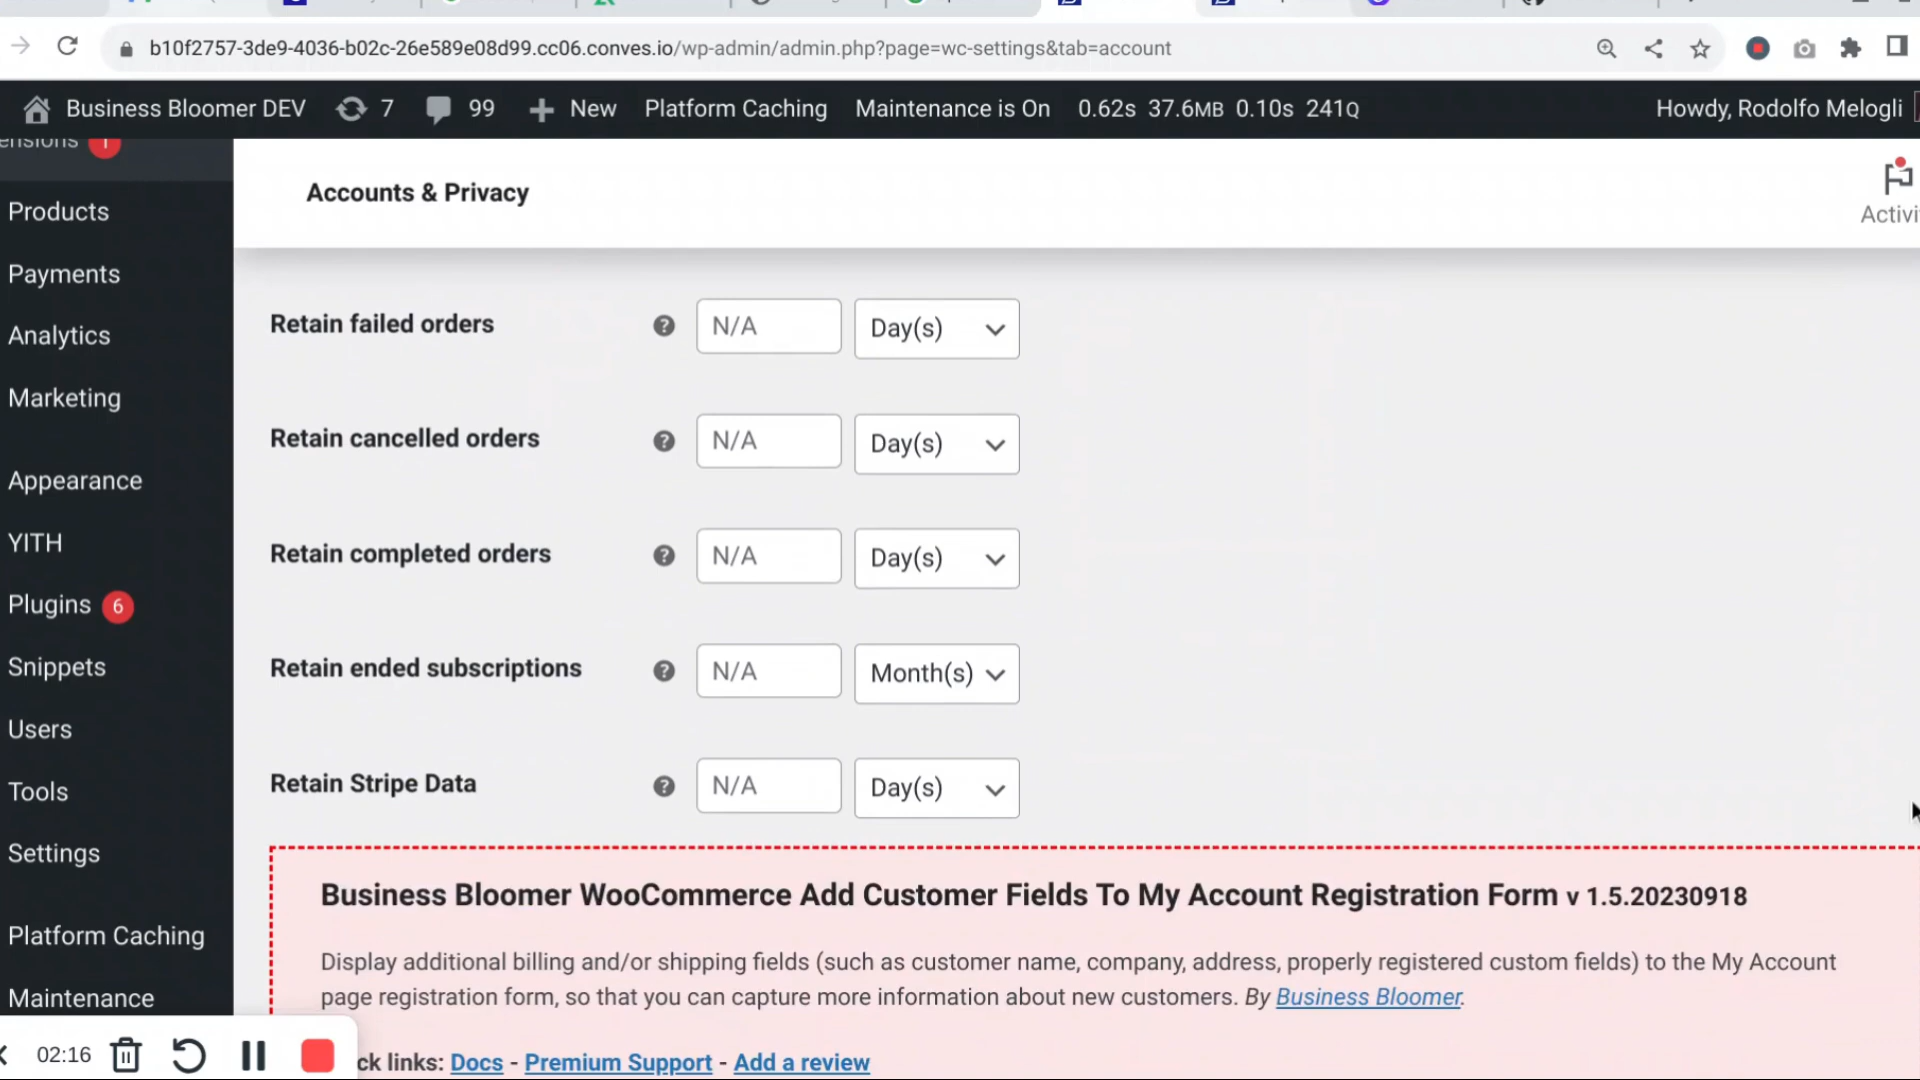 b10f2757-3de9-4036-b02c-26e589e08d99.cc06.conves.io/wp-admin/admin.php?page=wc-settings&tab=account
Business Bloomer DEV 7 99 New Platform Caching Maintenance is On 0.62s 37.6MB 0.10s 241Q Howdy, Rodolfo Melogli
ensions 1
Products
Payments
Analytics
Marketing
Appearance
YITH
Plugins 6
Snippets
Users
Tools
Settings
Platform Caching
Maintenance
Accounts & Privacy
Activi
Retain failed orders ? N/A Day(s)
Retain cancelled orders ? N/A Day(s)
Retain completed orders ? N/A Day(s)
Retain ended subscriptions ? N/A Month(s)
Retain Stripe Data ? N/A Day(s)
Business Bloomer WooCommerce Add Customer Fields To My Account Registration Form v 1.5.20230918
Display additional billing and/or shipping fields (such as customer name, company, address, properly registered custom fields) to the My Account
page registration form, so that you can capture more information about new customers. By Business Bloomer.
ck links: Docs - Premium Support - Add a review
02:16